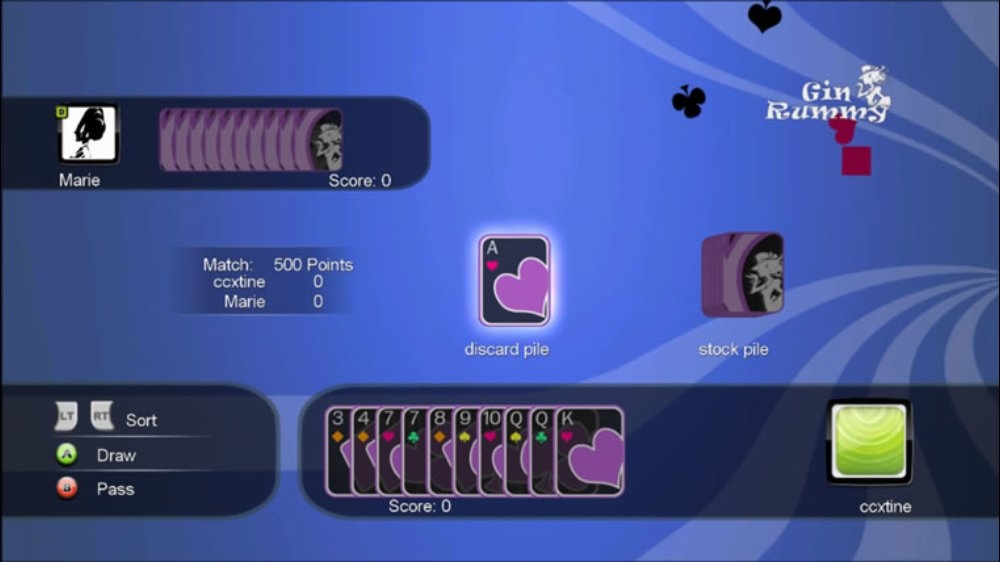 Gin
Rummy
D
Marie
Score: 0
Match: 500 Points
ccxtine 0
Marie 0
A
discard pile
stock pile
LT RT Sort
A Draw
B Pass
3 4 7 7 8 9 10 Q Q K
Score: 0
ccxtine